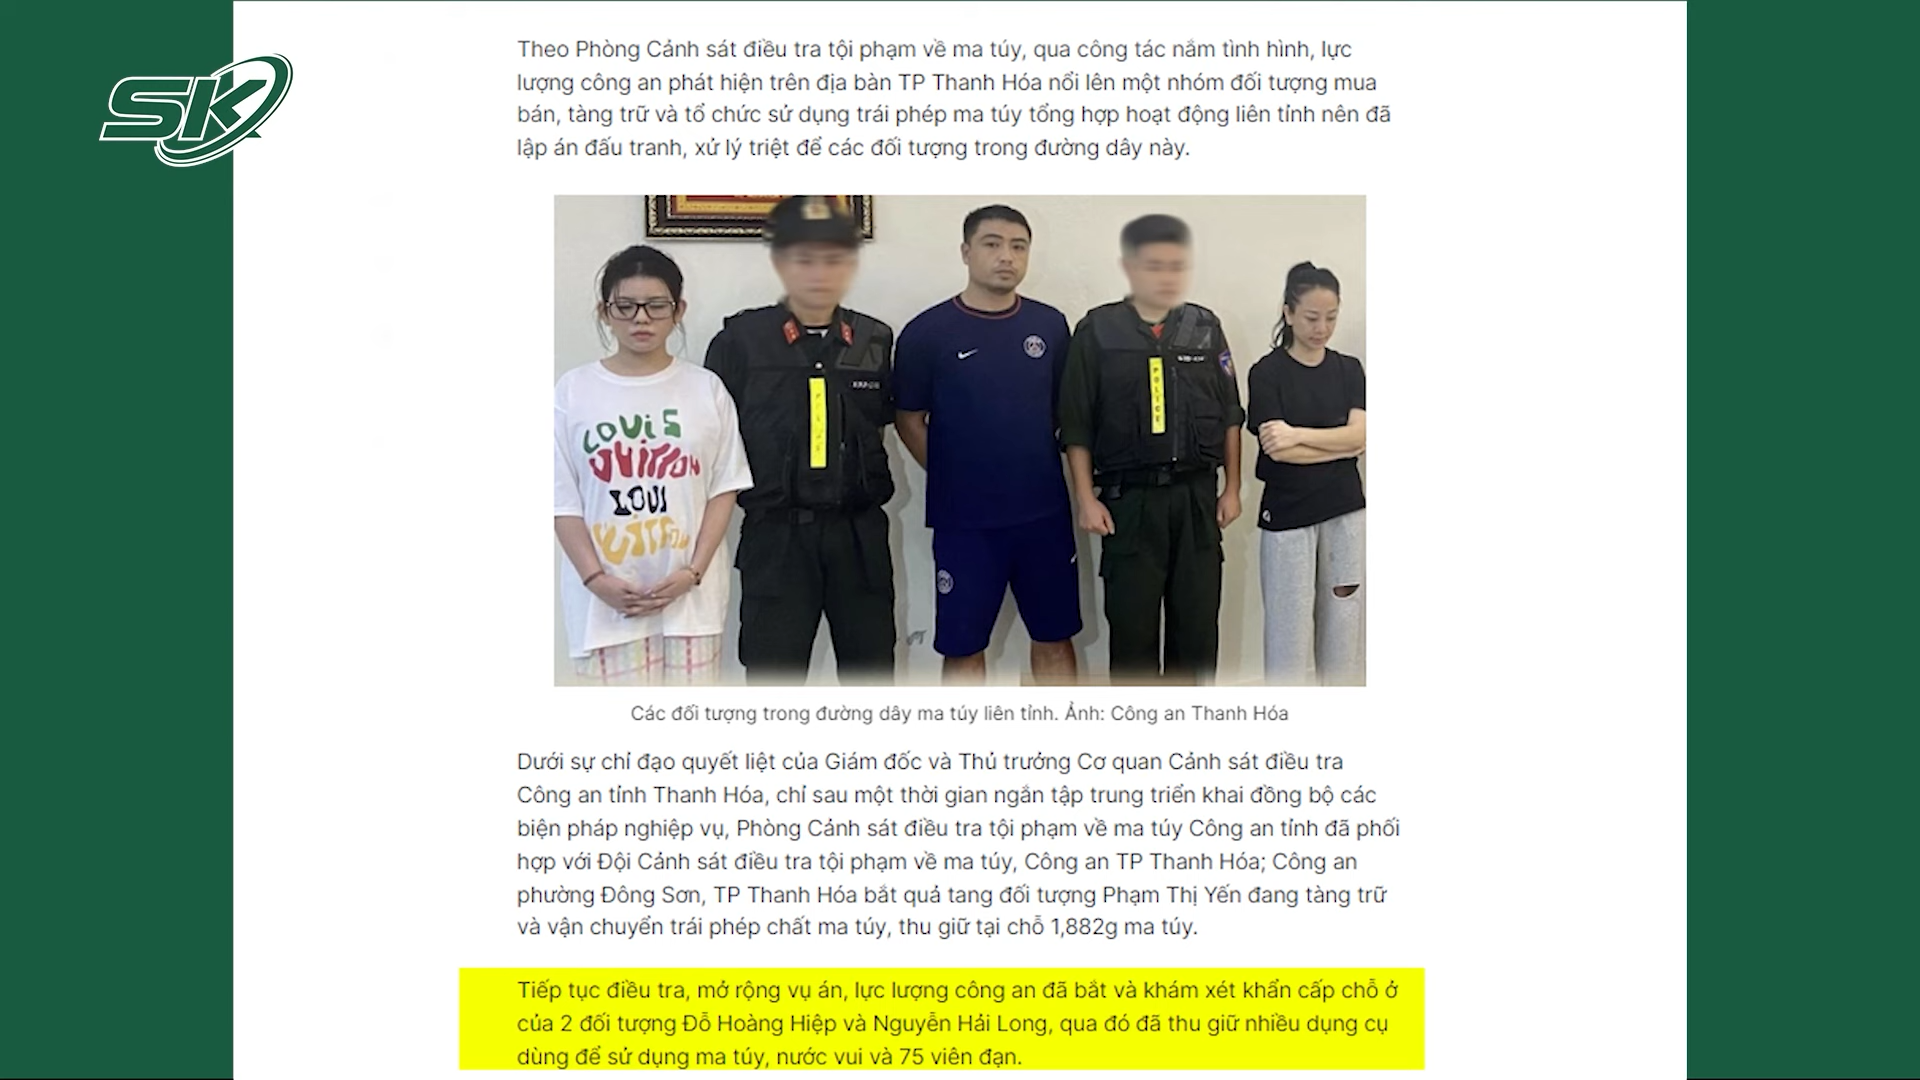 SK
Theo Phòng Cảnh sát điều tra tội phạm về ma túy, qua công tác nắm tình hình, lực
lượng công an phát hiện trên địa bàn TP Thanh Hóa nổi lên một nhóm đối tượng mua
bán, tàng trữ và tổ chức sử dụng trái phép ma túy tổng hợp hoạt động liên tỉnh nên đã
lập án đấu tranh, xử lý triệt để các đối tượng trong đường dây này.
LOUIS
VUITTON
LOUI
POLICE
Các đối tượng trong đường dây ma túy liên tỉnh. Ảnh: Công an Thanh Hóa
Dưới sự chỉ đạo quyết liệt của Giám đốc và Thủ trưởng Cơ quan Cảnh sát điều tra
Công an tỉnh Thanh Hóa, chỉ sau một thời gian ngắn tập trung triển khai đồng bộ các
biện pháp nghiệp vụ, Phòng Cảnh sát điều tra tội phạm về ma túy Công an tỉnh đã phối
hợp với Đội Cảnh sát điều tra tội phạm về ma túy, Công an TP Thanh Hóa; Công an
phường Đông Sơn, TP Thanh Hóa bắt quả tang đối tượng Phạm Thị Yến đang tàng trữ
và vận chuyển trái phép chất ma túy, thu giữ tại chỗ 1,882g ma túy.
Tiếp tục điều tra, mở rộng vụ án, lực lượng công an đã bắt và khám xét khẩn cấp chỗ ở
của 2 đối tượng Đỗ Hoàng Hiệp và Nguyễn Hải Long, qua đó đã thu giữ nhiều dụng cụ
dùng để sử dụng ma túy, nước vui và 75 viên đạn.